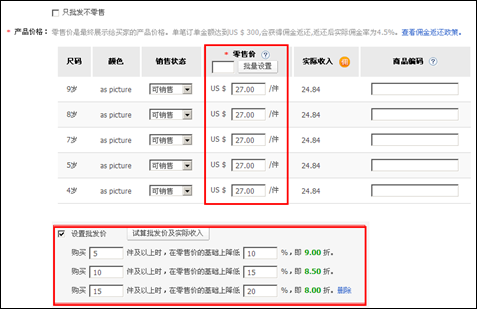 只批发不零售
* 产品价格: 零售价是最终展示给买家的产品价格，单笔订单金额达到US $ 300,会获得佣金返还,返还后实际佣金率为4.5%。查看佣金返还政策。
尺码 颜色 销售状态 * 零售价 ? 批量设置 实际收入 商品编码 ?
9岁 as picture 可销售 US $ 27.00 /件 24.84
8岁 as picture 可销售 US $ 27.00 /件 24.84
7岁 as picture 可销售 US $ 27.00 /件 24.84
5岁 as picture 可销售 US $ 27.00 /件 24.84
4岁 as picture 可销售 US $ 27.00 /件 24.84
设置批发价 试算批发价及实际收入
购买 5 件及以上时，在零售价的基础上降低 10 %，即 9.00 折。
购买 10 件及以上时，在零售价的基础上降低 15 %，即 8.50 折。
购买 15 件及以上时，在零售价的基础上降低 20 %，即 8.00 折。 删除